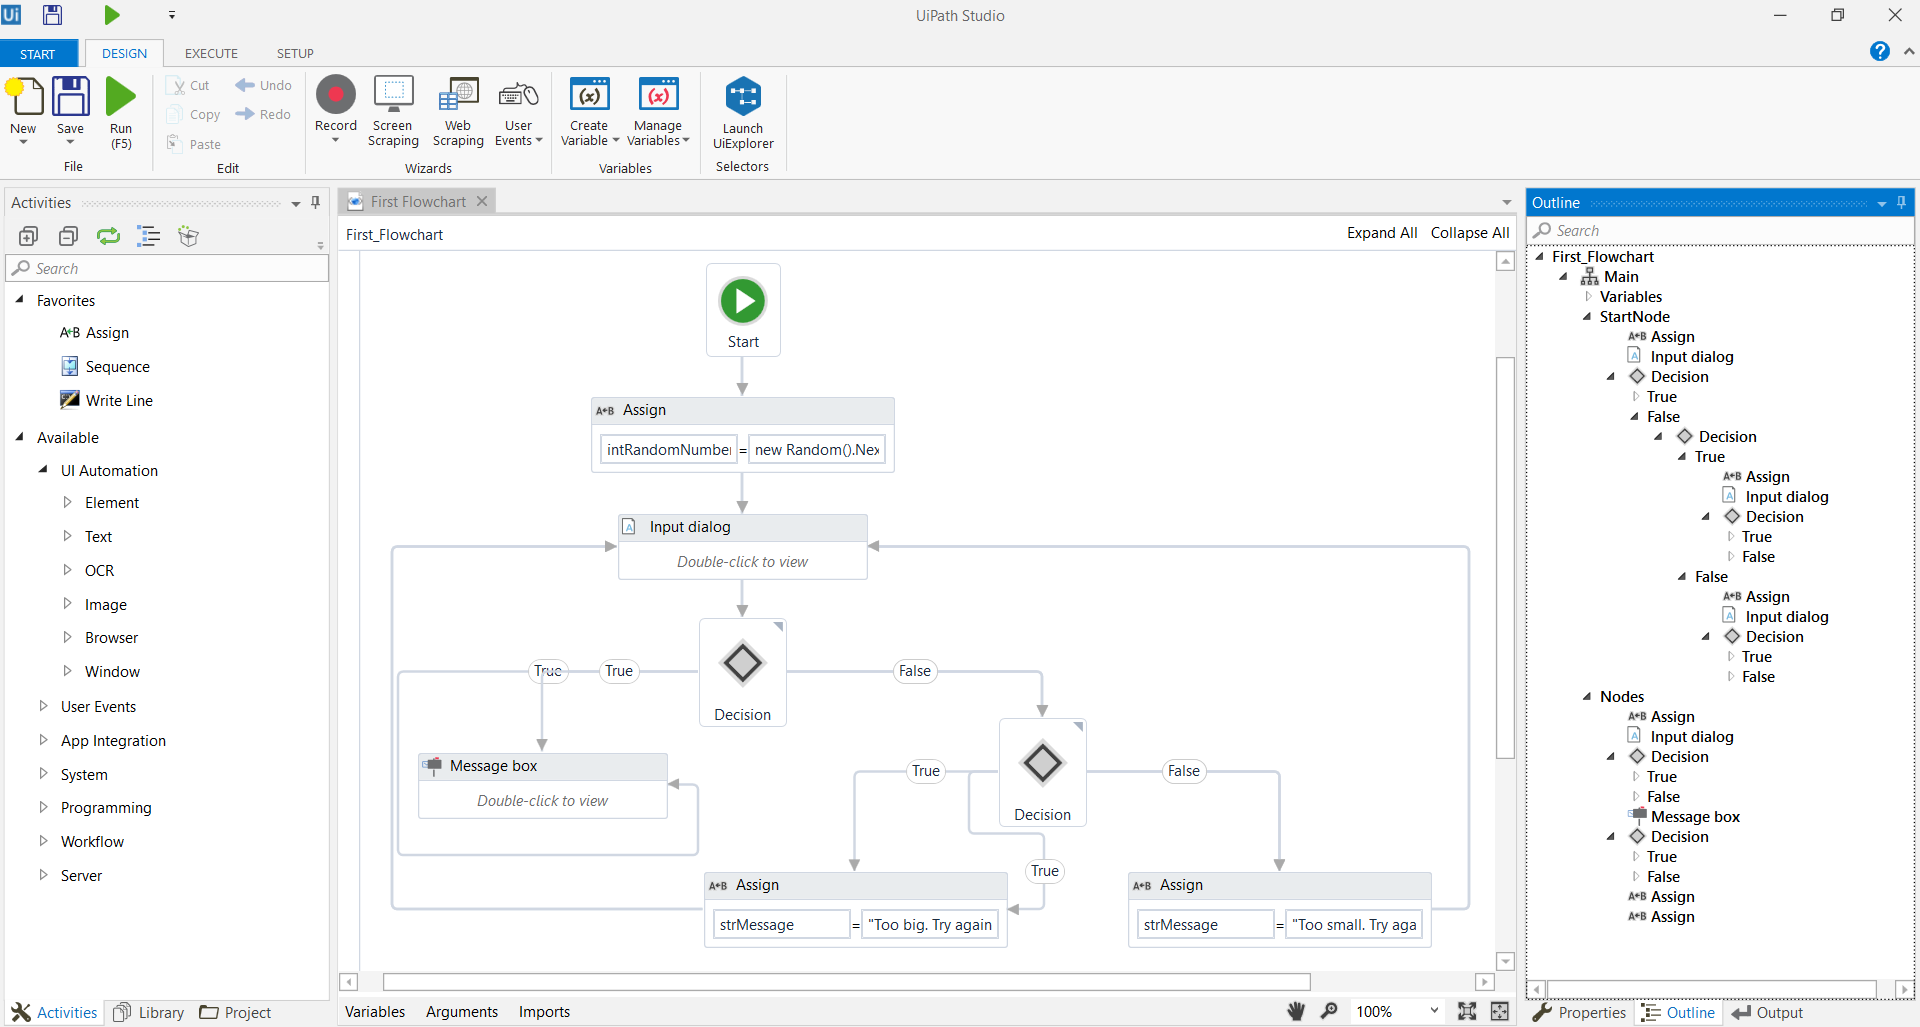 Ui
UiPath Studio
START DESIGN EXECUTE SETUP
?
New
Save
Run
(F5)
File
Cut
Copy
Paste
Undo
Redo
Edit
Record
Screen
Scraping
Web
Scraping
User
Events
Wizards
(x)
Create
Variable
(x)
Manage
Variables
Variables
Launch
UiExplorer
Selectors
Activities
Search
Favorites
A+B Assign
Sequence
Write Line
Available
UI Automation
Element
Text
OCR
Image
Browser
Window
User Events
App Integration
System
Programming
Workflow
Server
Activities Library Project
First Flowchart
First_Flowchart
Expand All Collapse All
Start
A+B Assign
intRandomNumber = new Random().Nex
A Input dialog
Double-click to view
True True
False
Decision
Message box
Double-click to view
True
False
Decision
True
A+B Assign
strMessage = "Too big. Try again
A+B Assign
strMessage = "Too small. Try aga
Variables Arguments Imports
100%
Outline
Search
First_Flowchart
Main
Variables
StartNode
A+B Assign
A Input dialog
Decision
True
False
Decision
True
A+B Assign
A Input dialog
Decision
True
False
False
A+B Assign
A Input dialog
Decision
True
False
Nodes
A+B Assign
A Input dialog
Decision
True
False
Message box
Decision
True
False
A+B Assign
A+B Assign
Properties Outline Output